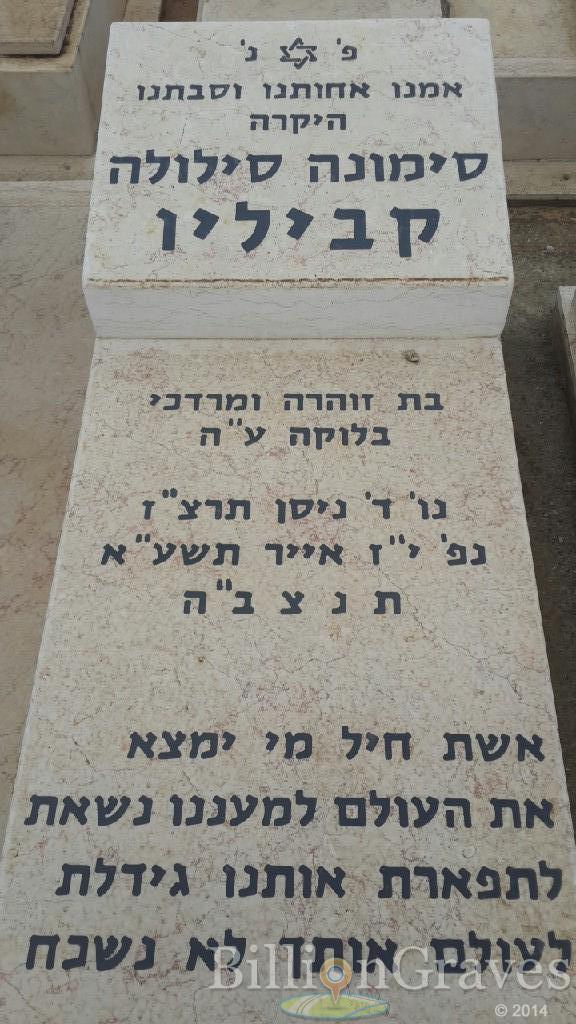 פ' נ'
אמנו אחותנו וסבתנו
היקרה
סימונה סילולה
קביליו
בת זוהרה ומרדכי
בלוקה ע"ה
נו' ד' ניסן תרצ"ז
נפ' י"ז אייר תשע"א
ת נ צ ב"ה
אשת חיל מי ימצא
את העולם למעננו נשאת
לתפארת אותנו גידלת
לעולם אותך לא נשכח
BillionGraves
© 2014